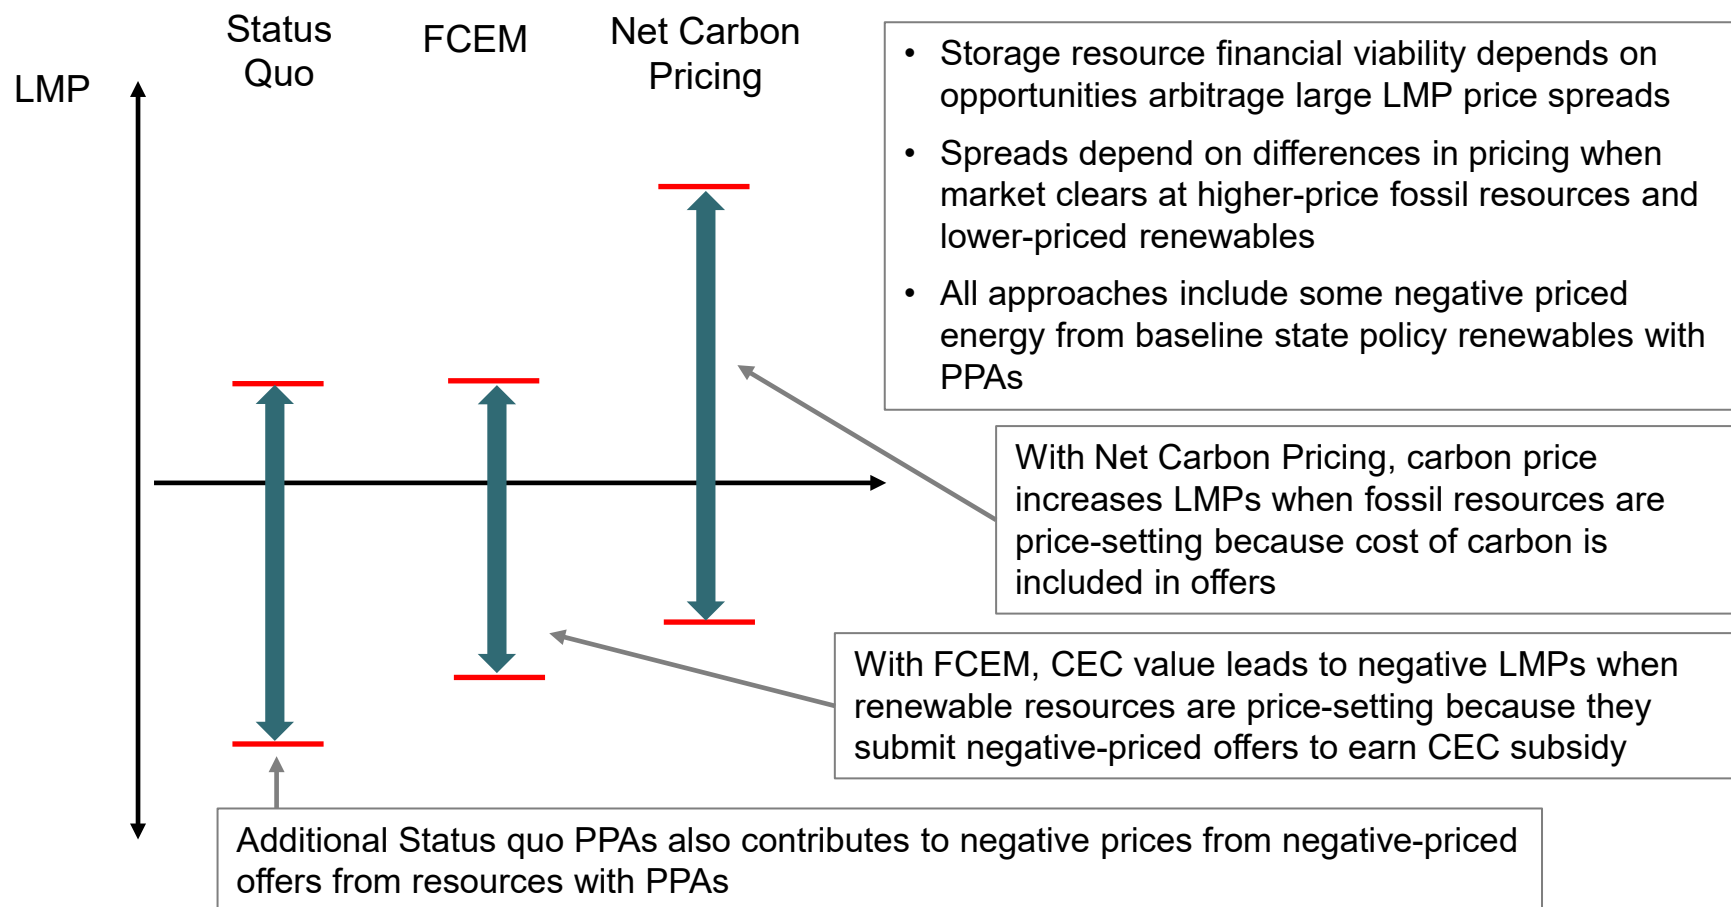 LMP
Status
Quo
FCEM
Net Carbon
Pricing
• Storage resource financial viability depends on
opportunities arbitrage large LMP price spreads
• Spreads depend on differences in pricing when
market clears at higher-price fossil resources and
lower-priced renewables
• All approaches include some negative priced
energy from baseline state policy renewables with
PPAs
With Net Carbon Pricing, carbon price
increases LMPs when fossil resources are
price-setting because cost of carbon is
included in offers
With FCEM, CEC value leads to negative LMPs when
renewable resources are price-setting because they
submit negative-priced offers to earn CEC subsidy
Additional Status quo PPAs also contributes to negative prices from negative-priced
offers from resources with PPAs